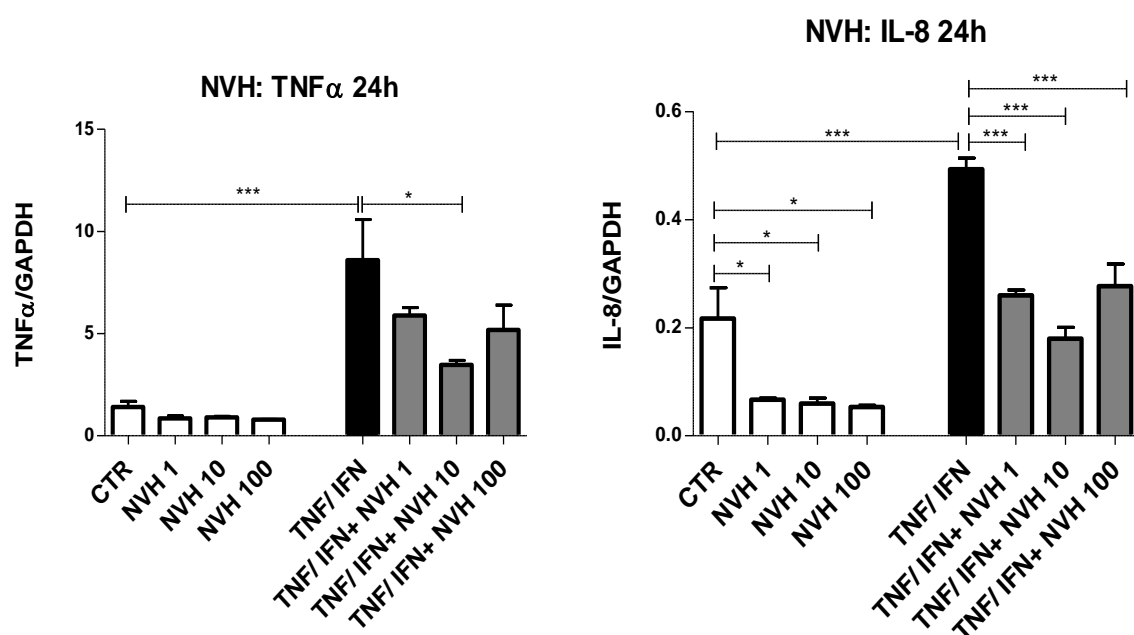 NVH: TNFα 24h
***
*
15
10
5
0
TNFα/GAPDH
CTR
NVH 1
NVH 10
NVH 100
TNF/ IFN
TNF/ IFN+ NVH 1
TNF/ IFN+ NVH 10
TNF/ IFN+ NVH 100
NVH: IL-8 24h
***
***
***
***
*
*
*
0.6
0.4
0.2
0.0
IL-8/GAPDH
CTR
NVH 1
NVH 10
NVH 100
TNF/ IFN
TNF/ IFN+ NVH 1
TNF/ IFN+ NVH 10
TNF/ IFN+ NVH 100